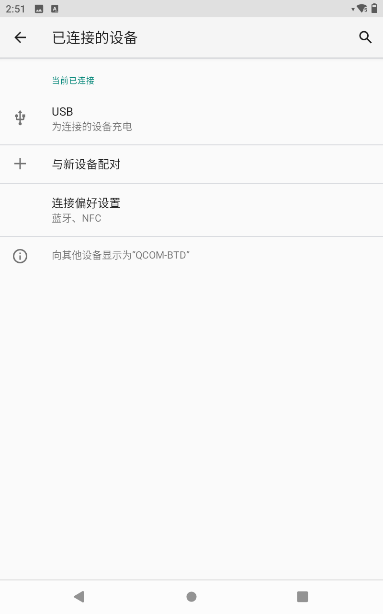 2:51
已连接的设备
当前已连接
USB
为连接的设备充电
与新设备配对
连接偏好设置
蓝牙、NFC
向其他设备显示为“QCOM-BTD”